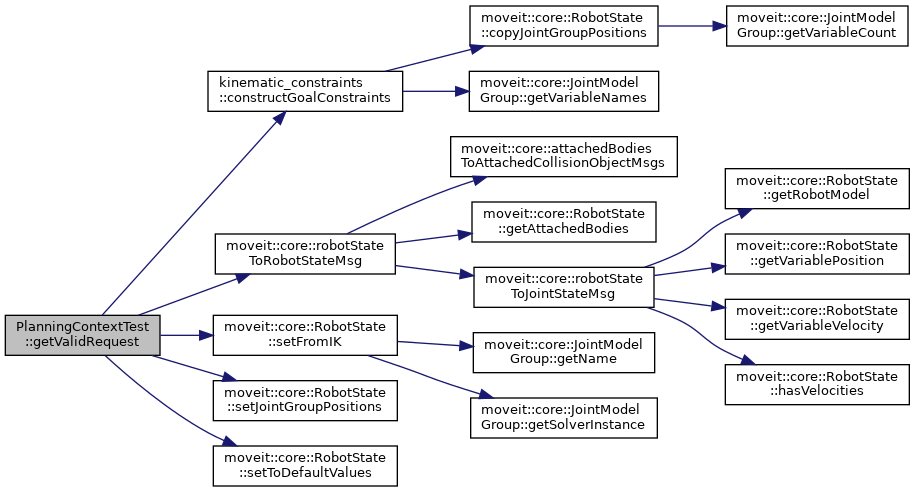 PlanningContextTest
::getValidRequest
kinematic_constraints
::constructGoalConstraints
moveit::core::RobotState
::copyJointGroupPositions
moveit::core::JointModel
Group::getVariableCount
moveit::core::JointModel
Group::getVariableNames
moveit::core::robotState
ToRobotStateMsg
moveit::core::attachedBodies
ToAttachedCollisionObjectMsgs
moveit::core::RobotState
::getAttachedBodies
moveit::core::robotState
ToJointStateMsg
moveit::core::RobotState
::getRobotModel
moveit::core::RobotState
::getVariablePosition
moveit::core::RobotState
::getVariableVelocity
moveit::core::RobotState
::hasVelocities
moveit::core::RobotState
::setFromIK
moveit::core::JointModel
Group::getName
moveit::core::JointModel
Group::getSolverInstance
moveit::core::RobotState
::setJointGroupPositions
moveit::core::RobotState
::setToDefaultValues